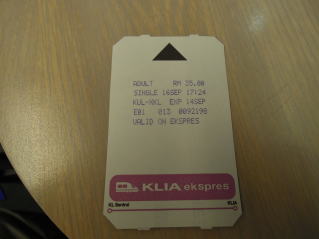 ADULT RM 35.00
SINGLE 16SEP 17:24
KUL-KKL EXP 14SEP
E01 013 0092198
VALID ON EKSPRES
KLIA ekspres
KL Sentral KLIA